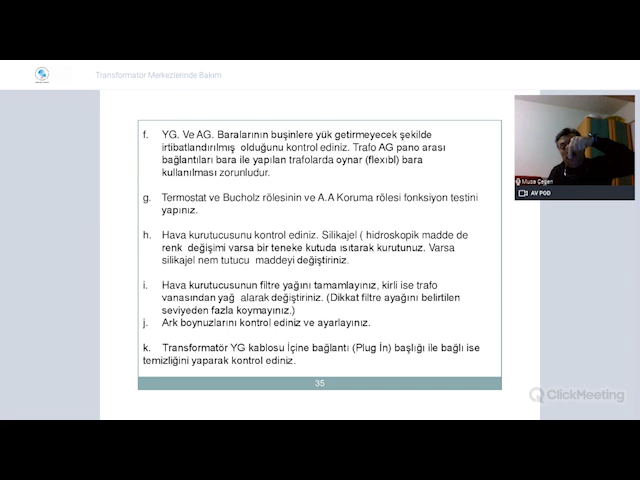 Transformatör Merkezlerinde Bakım
f. YG. Ve AG. Baralarının buşinlere yük getirmeyecek şekilde
irtibatlandırılmış olduğunu kontrol ediniz. Trafo AG pano arası
bağlantıları bara ile yapılan trafolarda oynar (flexıbl) bara
kullanılması zorunludur.
g. Termostat ve Bucholz rölesinin ve A.A Koruma rölesi fonksiyon testini
yapınız.
h. Hava kurutucusunu kontrol ediniz. Silikajel ( hidroskopik madde de
renk değişimi varsa bir teneke kutuda ısıtarak kurutunuz. Varsa
silikajel nem tutucu maddeyi değiştiriniz.
i. Hava kurutucusunun filtre yağını tamamlayınız, kirli ise trafo
vanasından yağ alarak değiştiriniz. (Dikkat filtre ayağını belirtilen
seviyeden fazla koymayınız.)
j. Ark boynuzlarını kontrol ediniz ve ayarlayınız.
k. Transformatör YG kablosu İçine bağlantı (Plug İn) başlığı ile bağlı ise
temizliğini yaparak kontrol ediniz.
35
Musa Çeçen
AV POD
ClickMeeting